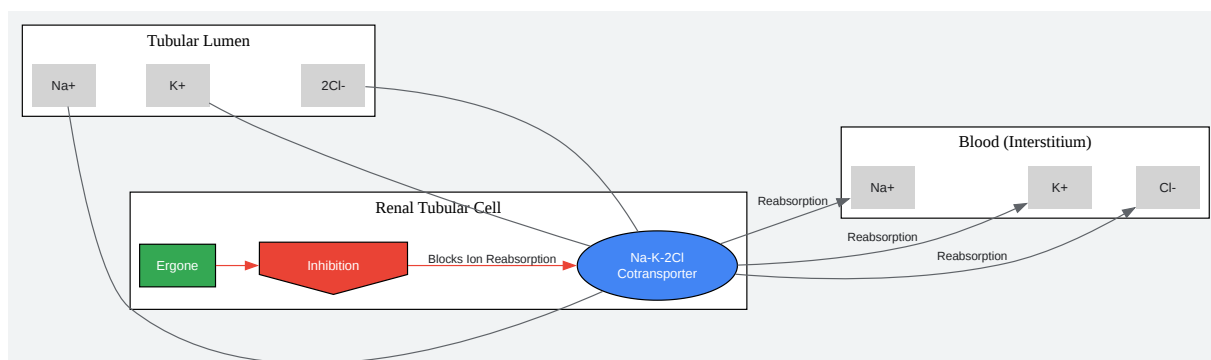 Tubular Lumen
Na+
K+
2Cl-
Blood (Interstitium)
Na+
K+
Cl-
Renal Tubular Cell
Ergone
Inhibition
Blocks Ion Reabsorption
Na-K-2Cl
Cotransporter
Reabsorption
Reabsorption
Reabsorption